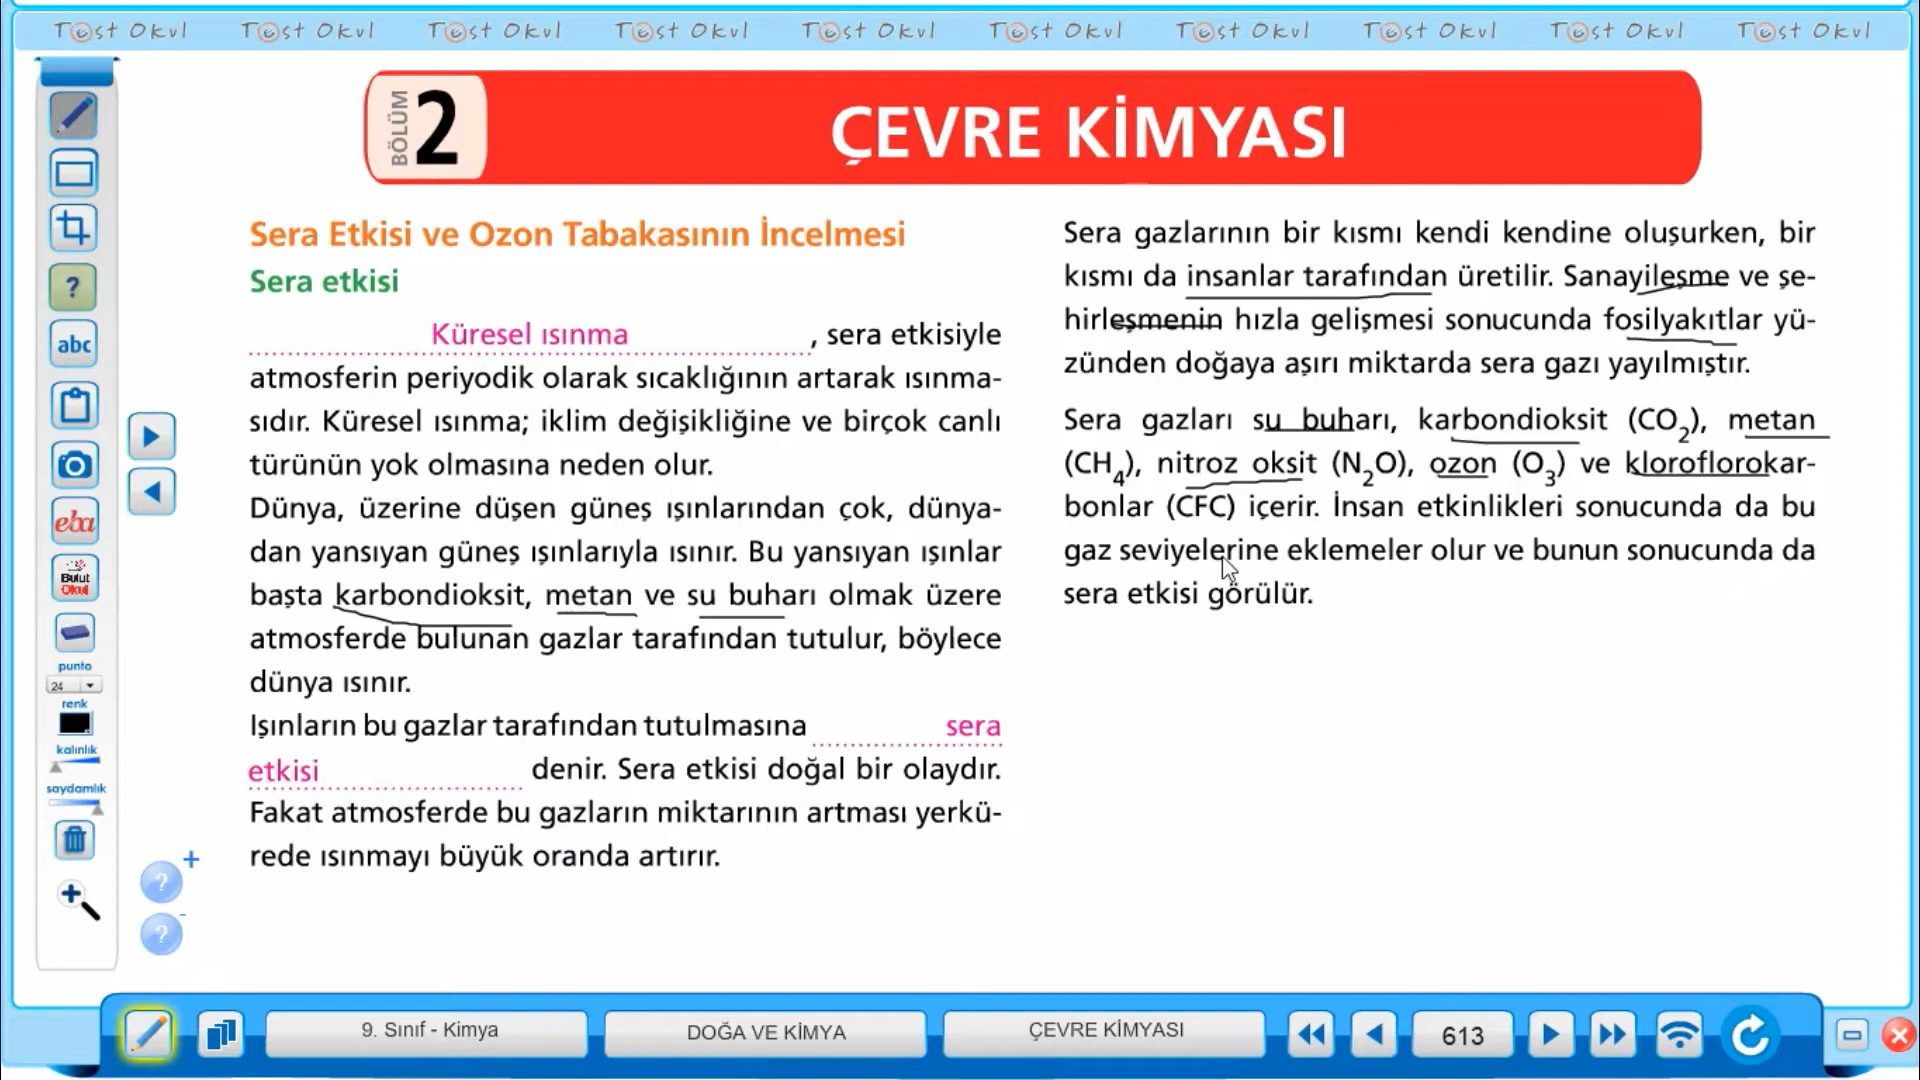 Test Okul Test Okul Test Okul Test Okul Test Okul Test Okul Test Okul Test Okul Test Okul Test Okul
BÖLÜM 2
ÇEVRE KİMYASI
Sera Etkisi ve Ozon Tabakasının İncelmesi
Sera etkisi
Küresel ısınma, sera etkisiyle
atmosferin periyodik olarak sıcaklığının artarak ısınma-
sıdır. Küresel ısınma; iklim değişikliğine ve birçok canlı
türünün yok olmasına neden olur.
Dünya, üzerine düşen güneş ışınlarından çok, dünya-
dan yansıyan güneş ışınlarıyla ısınır. Bu yansıyan ışınlar
başta karbondioksit, metan ve su buharı olmak üzere
atmosferde bulunan gazlar tarafından tutulur, böylece
dünya ısınır.
Işınların bu gazlar tarafından tutulmasına sera
etkisi denir. Sera etkisi doğal bir olaydır.
Fakat atmosferde bu gazların miktarının artması yerkü-
rede ısınmayı büyük oranda artırır.
Sera gazlarının bir kısmı kendi kendine oluşurken, bir
kısmı da insanlar tarafından üretilir. Sanayileşme ve şe-
hirleşmenin hızla gelişmesi sonucunda fosilyakıtlar yü-
zünden doğaya aşırı miktarda sera gazı yayılmıştır.
Sera gazları su buharı, karbondioksit (CO₂), metan
(CH₄), nitroz oksit (N₂O), ozon (O₃) ve kloroflorokar-
bonlar (CFC) içerir. İnsan etkinlikleri sonucunda da bu
gaz seviyelerine eklemeler olur ve bunun sonucunda da
sera etkisi görülür.
?
abc
eba
Bulut
Okul
punto
24
renk
kalınlık
saydamlık
? +
? -
9. Sınıf - Kimya
DOĞA VE KİMYA
ÇEVRE KİMYASI
613